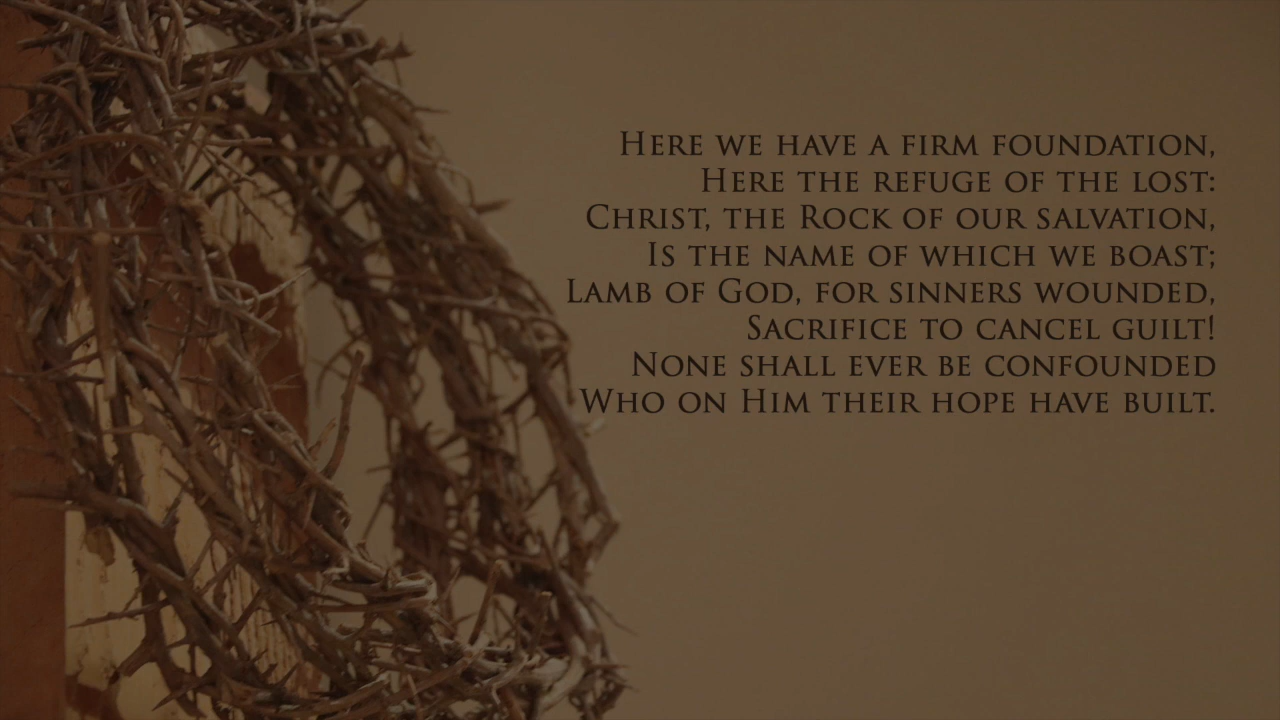 Here we have a firm foundation,
Here the refuge of the lost:
Christ, the Rock of our salvation,
Is the name of which we boast;
Lamb of God, for sinners wounded,
Sacrifice to cancel guilt!
None shall ever be confounded
Who on Him their hope have built.